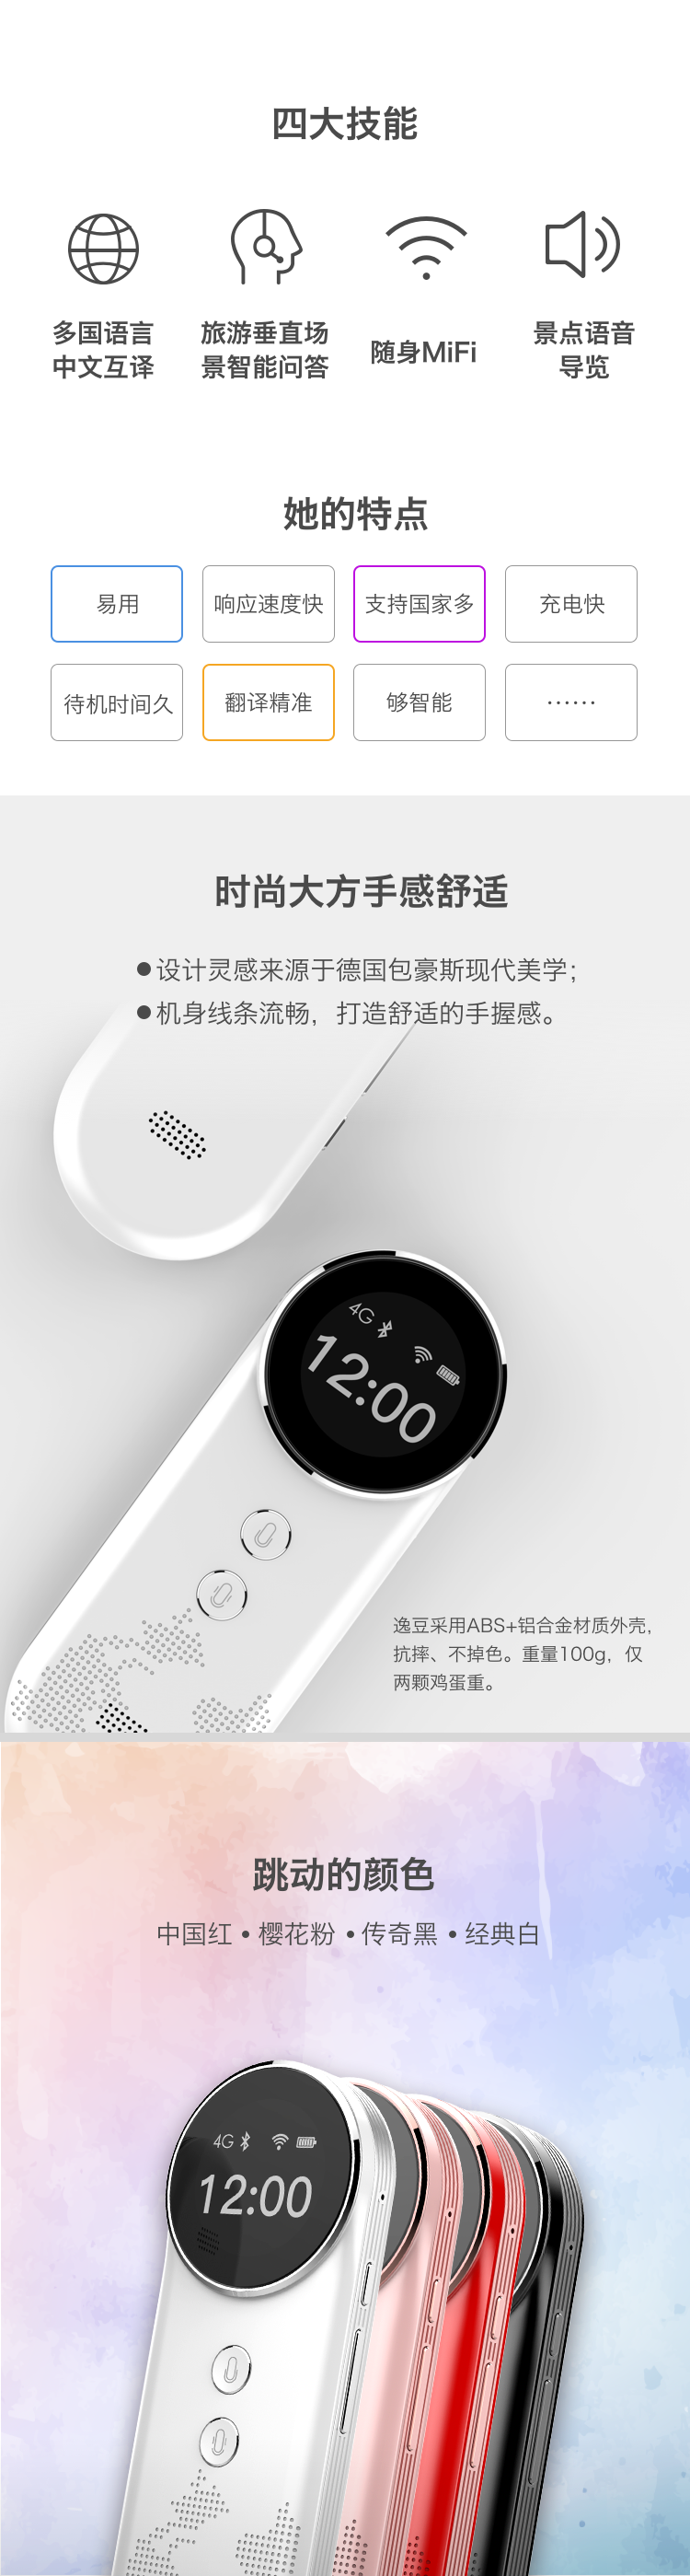 四大技能
多国语言
中文互译
旅游垂直场
景智能问答
随身MiFi
景点语音
导览
她的特点
易用
响应速度快
支持国家多
充电快
待机时间久
翻译精准
够智能
……
时尚大方手感舒适
●设计灵感来源于德国包豪斯现代美学；
●机身线条流畅，打造舒适的手握感。
4G
12:00
逸豆采用ABS+铝合金材质外壳，
抗摔、不掉色。重量100g，仅
两颗鸡蛋重。
跳动的颜色
中国红 • 樱花粉 • 传奇黑 • 经典白
4G
12:00